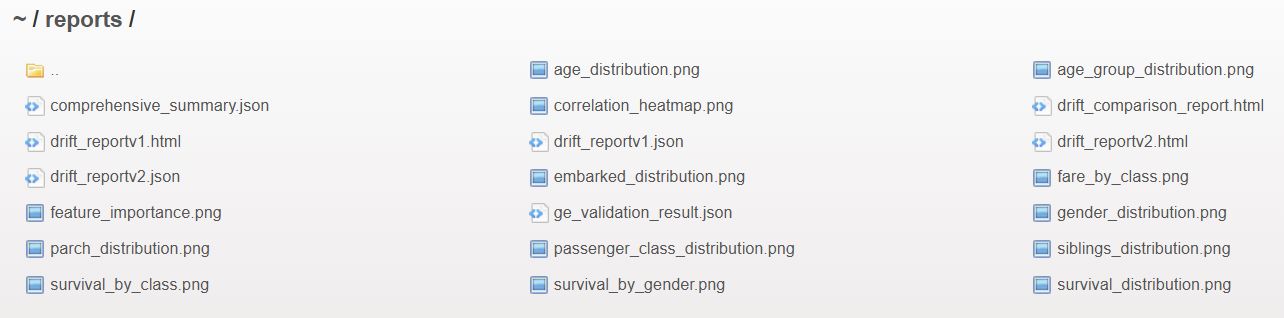 ~ / reports /
.. age_distribution.png age_group_distribution.png
comprehensive_summary.json correlation_heatmap.png drift_comparison_report.html
drift_reportv1.html drift_reportv1.json drift_reportv2.html
drift_reportv2.json embarked_distribution.png fare_by_class.png
feature_importance.png ge_validation_result.json gender_distribution.png
parch_distribution.png passenger_class_distribution.png siblings_distribution.png
survival_by_class.png survival_by_gender.png survival_distribution.png